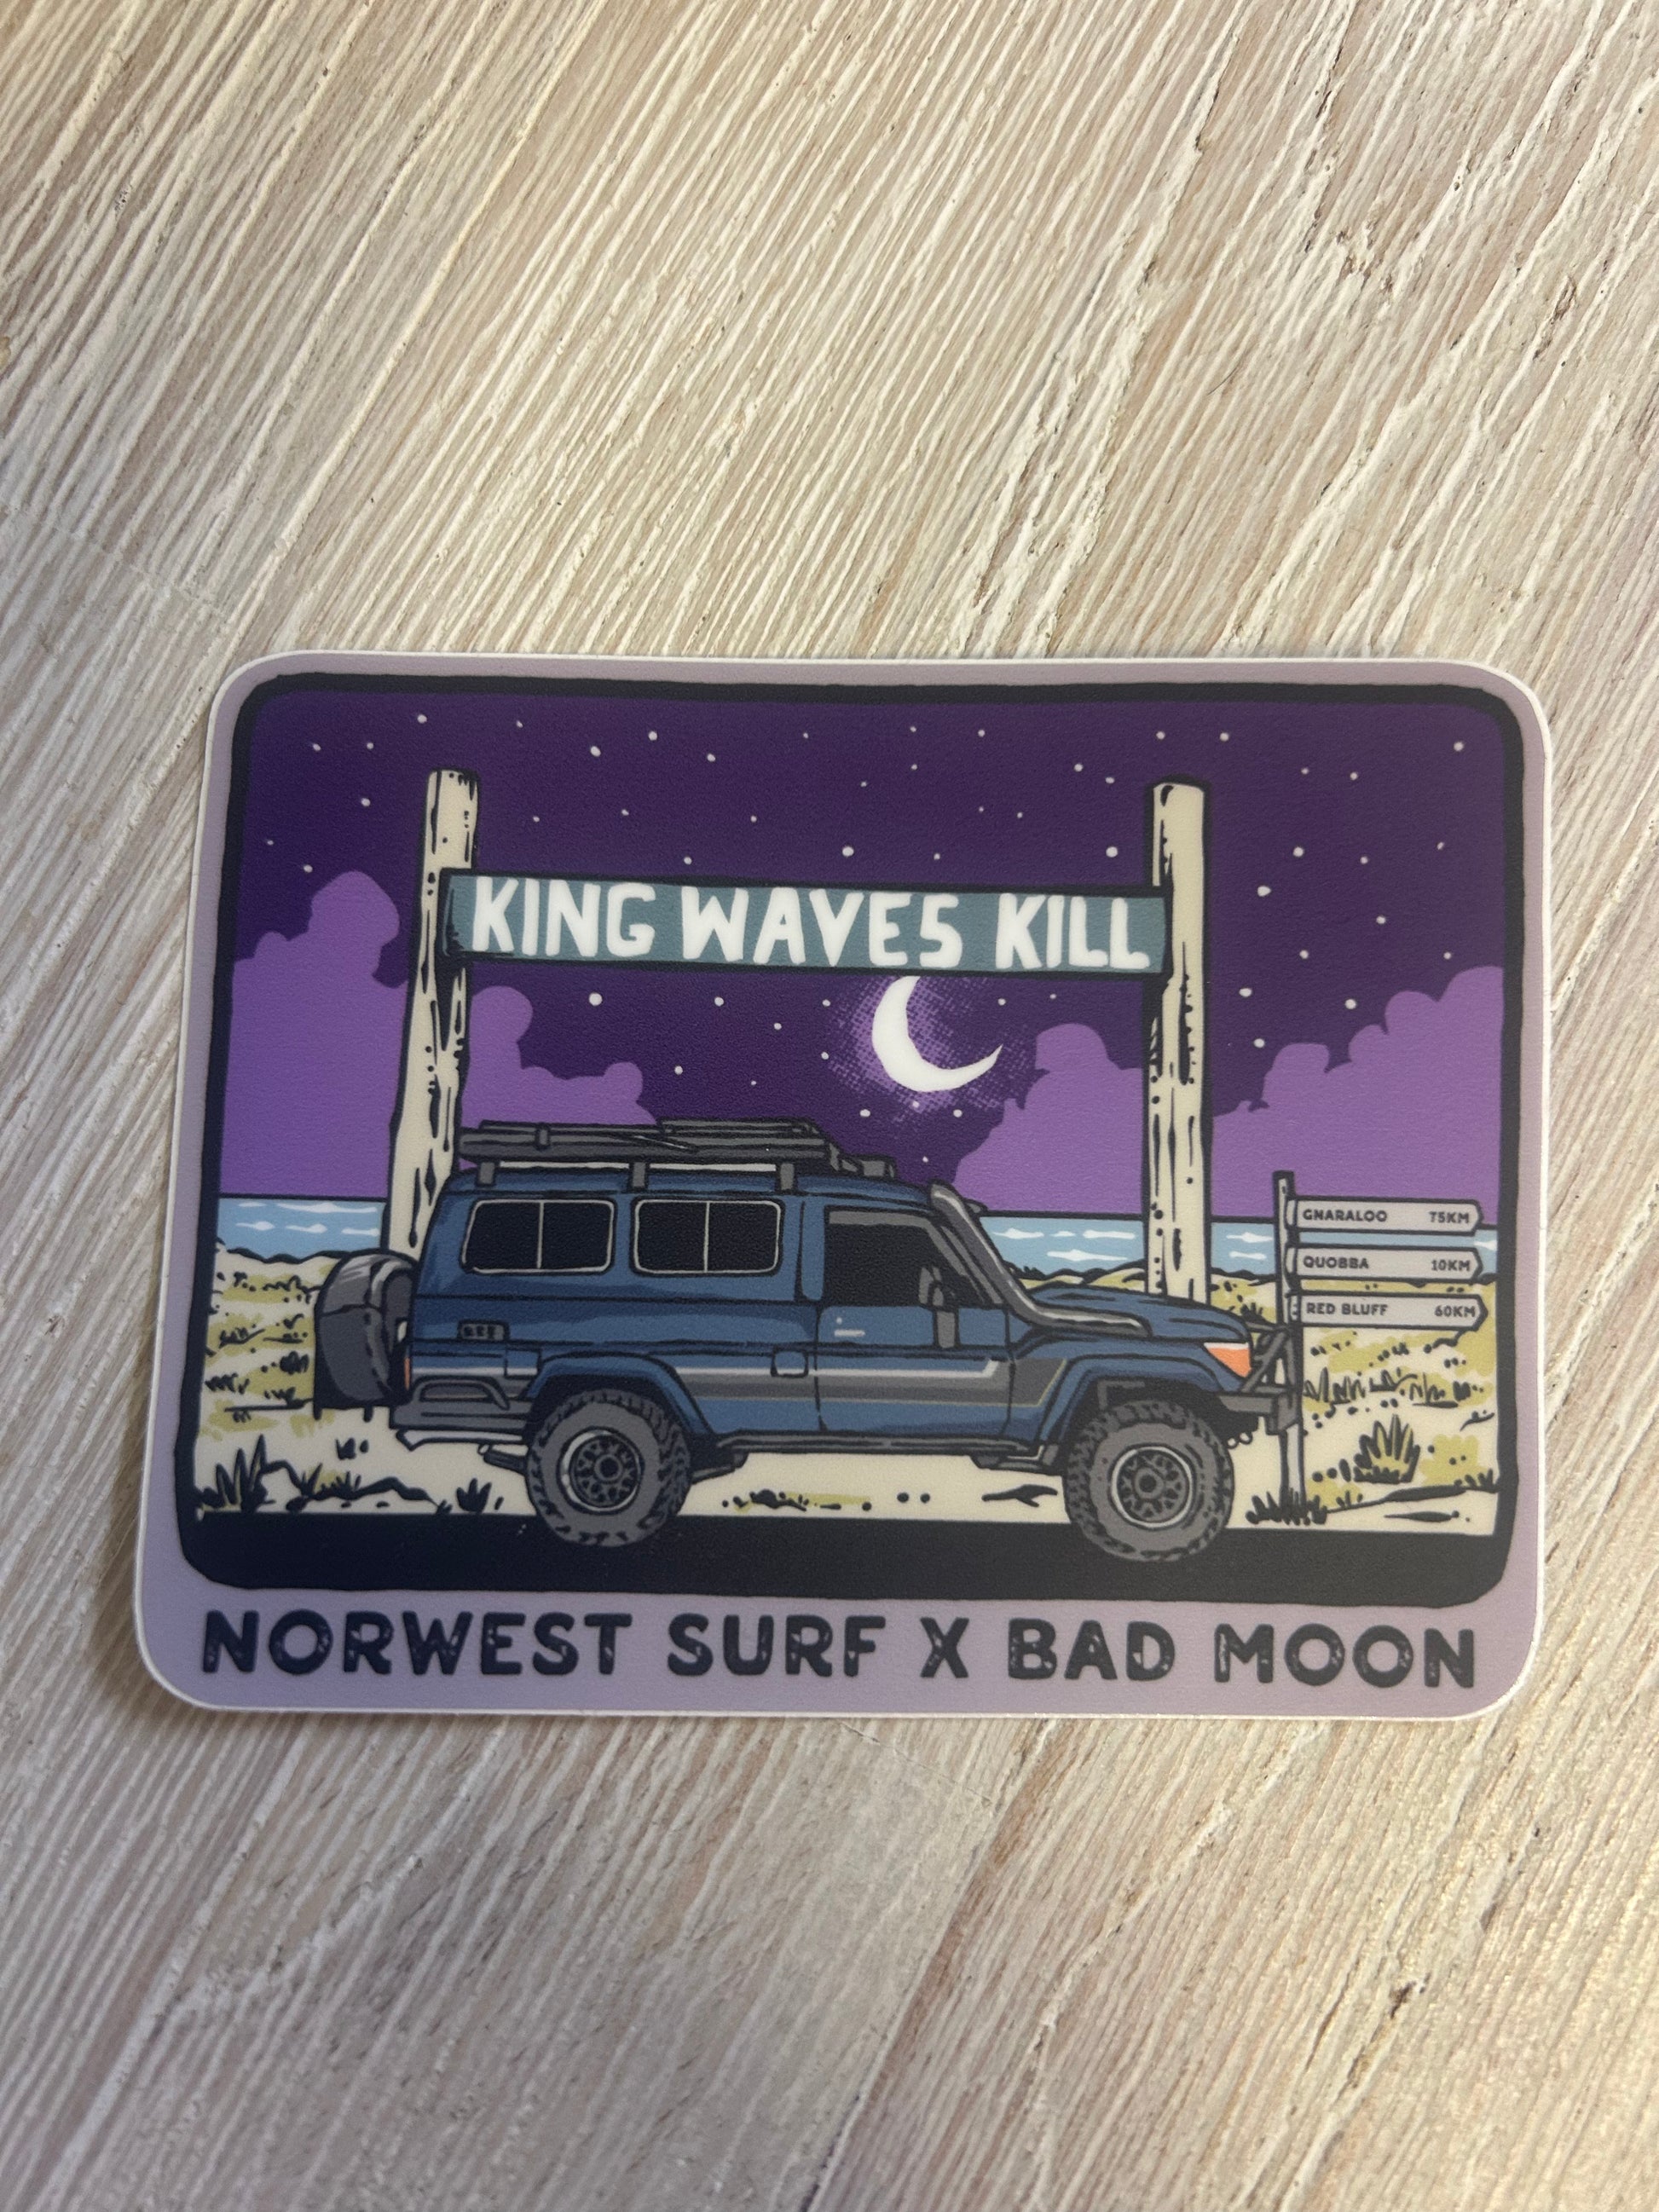 KING WAVES KILL
GNARALOO 75KM
QUOBBA 10KM
RED BLUFF 60KM
NORWEST SURF X BAD MOON